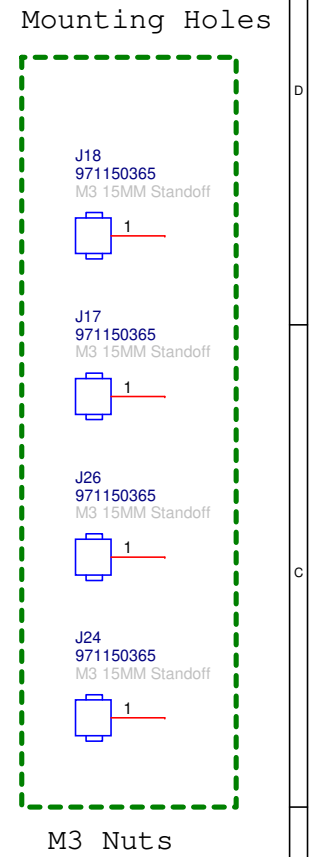 Mounting Holes
D
J18
971150365
M3 15MM Standoff
1
J17
971150365
M3 15MM Standoff
1
J26
971150365
M3 15MM Standoff
1
C
J24
971150365
M3 15MM Standoff
1
M3 Nuts